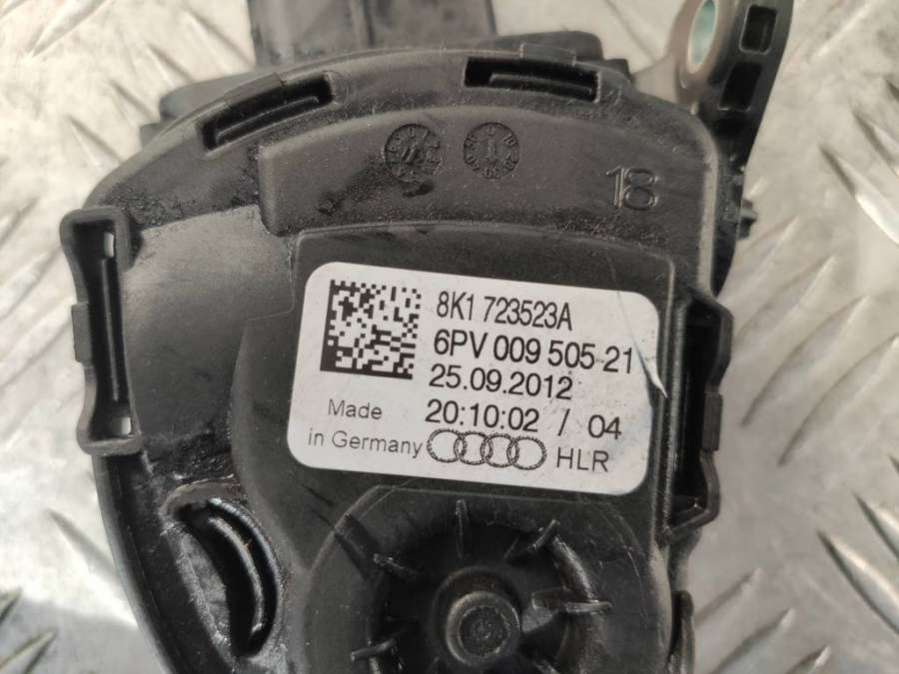 18
8K1 723523A
6PV 009 505-21
25.09.2012
Made 20:10:02 / 04
in Germany HLR